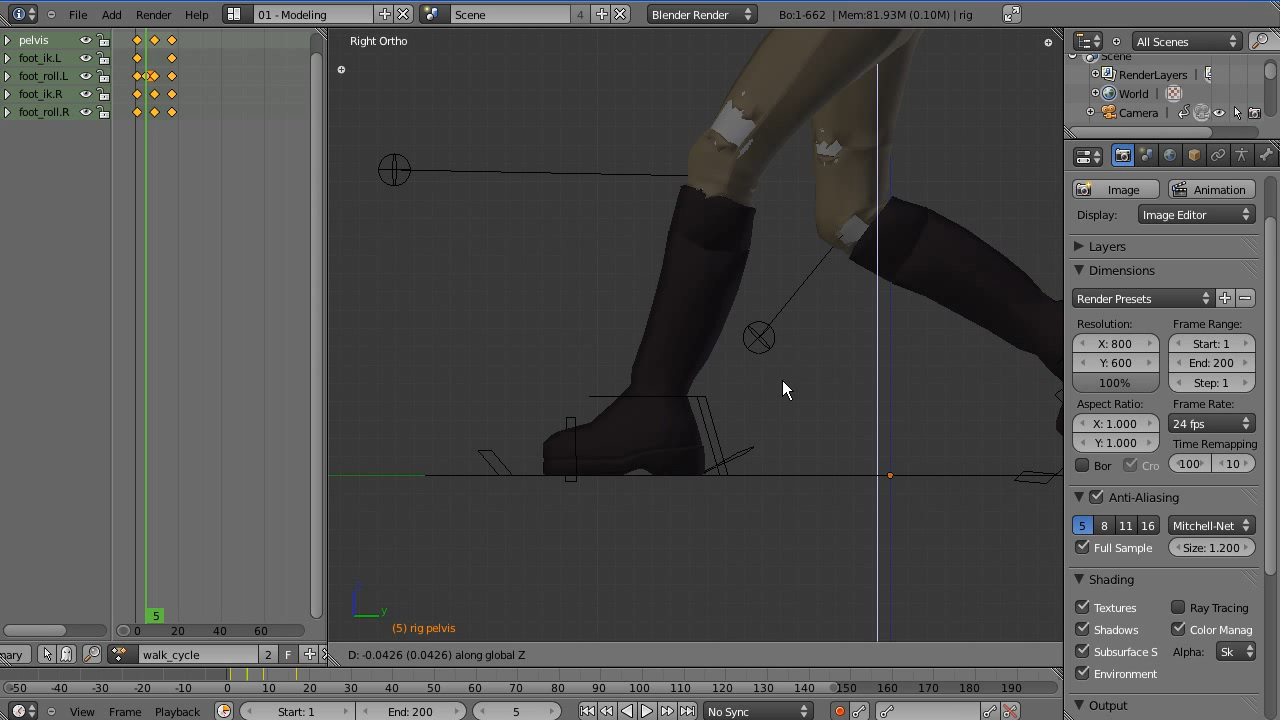 File Add Render Help 01 - Modeling Scene 4 Blender Render Bo:1-662 | Mem:81.93M (0.10M) | rig
pelvis
foot_ik.L
foot_roll.L
foot_ik.R
foot_roll.R
5
0 20 40 60
mary walk_cycle 2 F
Right Ortho
y
(5) rig pelvis
D: -0.0426 (0.0426) along global Z
All Scenes
Scene
RenderLayers
World
Camera
Image Animation
Display: Image Editor
Layers
Dimensions
Render Presets
Resolution: Frame Range:
X: 800 Start: 1
Y: 600 End: 200
100% Step: 1
Aspect Ratio: Frame Rate:
X: 1.000 24 fps
Y: 1.000 Time Remapping
Bor Cro 100 10
Anti-Aliasing
5 8 11 16 Mitchell-Net
Full Sample Size: 1.200
Shading
Textures Ray Tracing
Shadows Color Manag
Subsurface S Alpha: Sk
Environment
Output
-50 -40 -30 -20 -10 0 10 20 30 40 50 60 70 80 90 100 110 120 130 140 150 160 170 180 190
View Frame Playback Start: 1 End: 200 5 No Sync